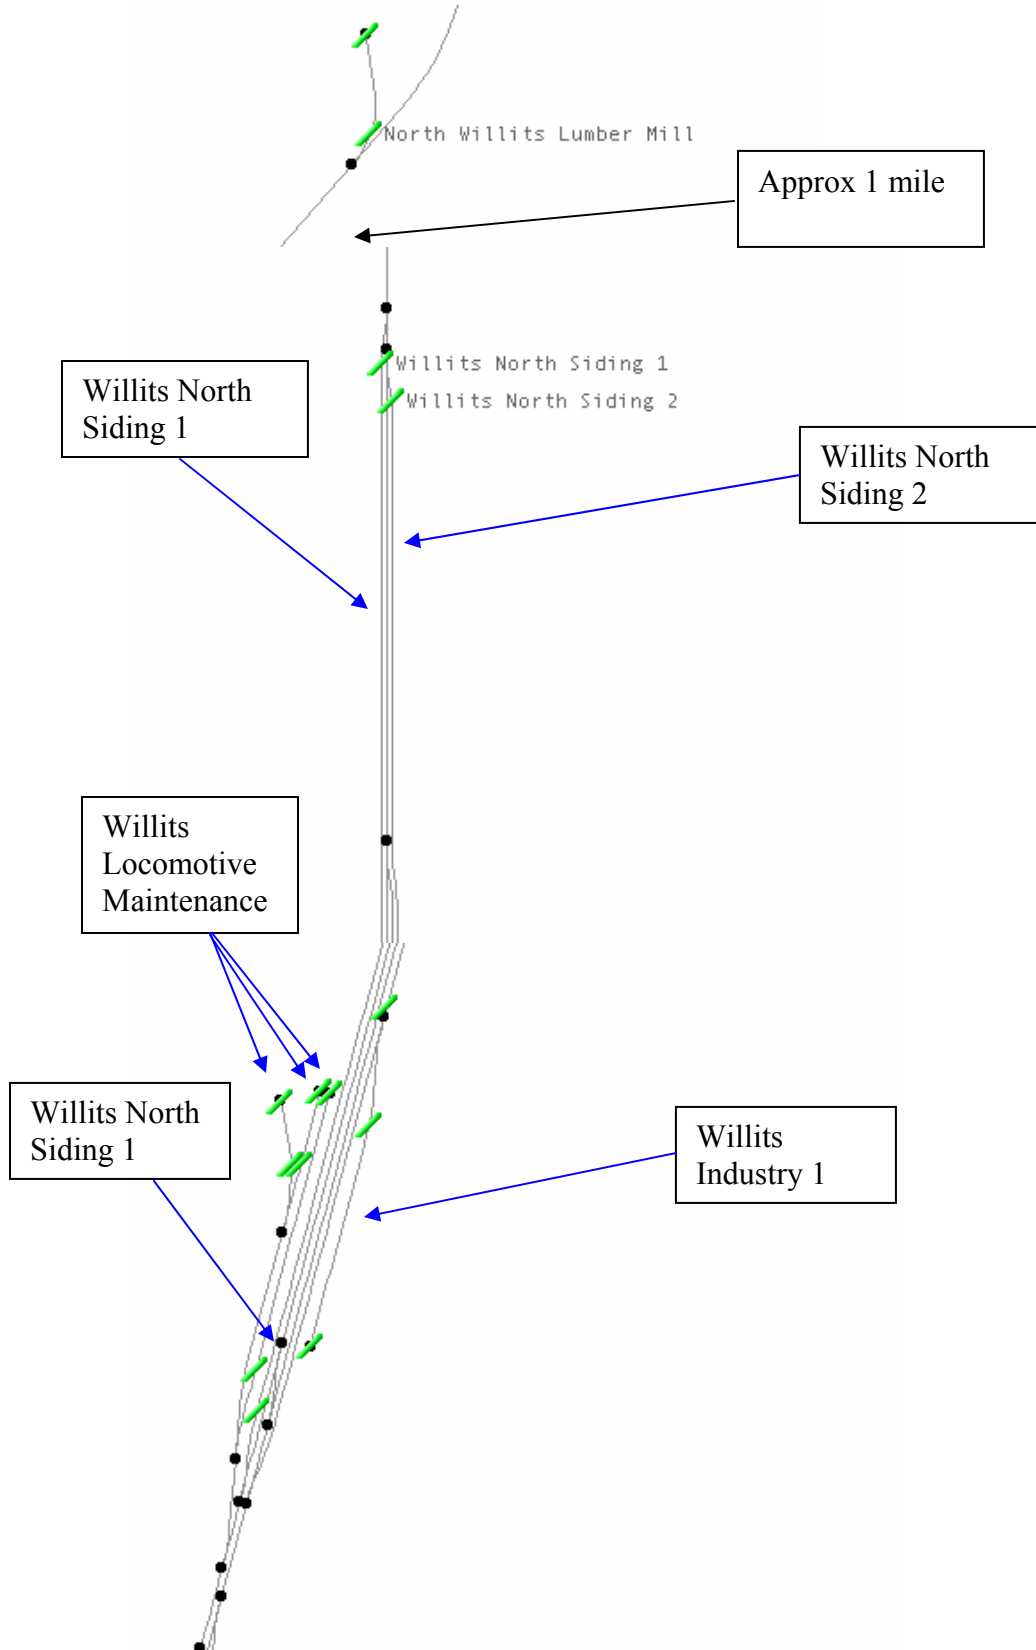 North Willits Lumber Mill
Approx 1 mile
Willits North Siding 1
Willits North
Siding 1
Willits North Siding 2
Willits North
Siding 2
Willits
Locomotive
Maintenance
Willits North
Siding 1
Willits
Industry 1